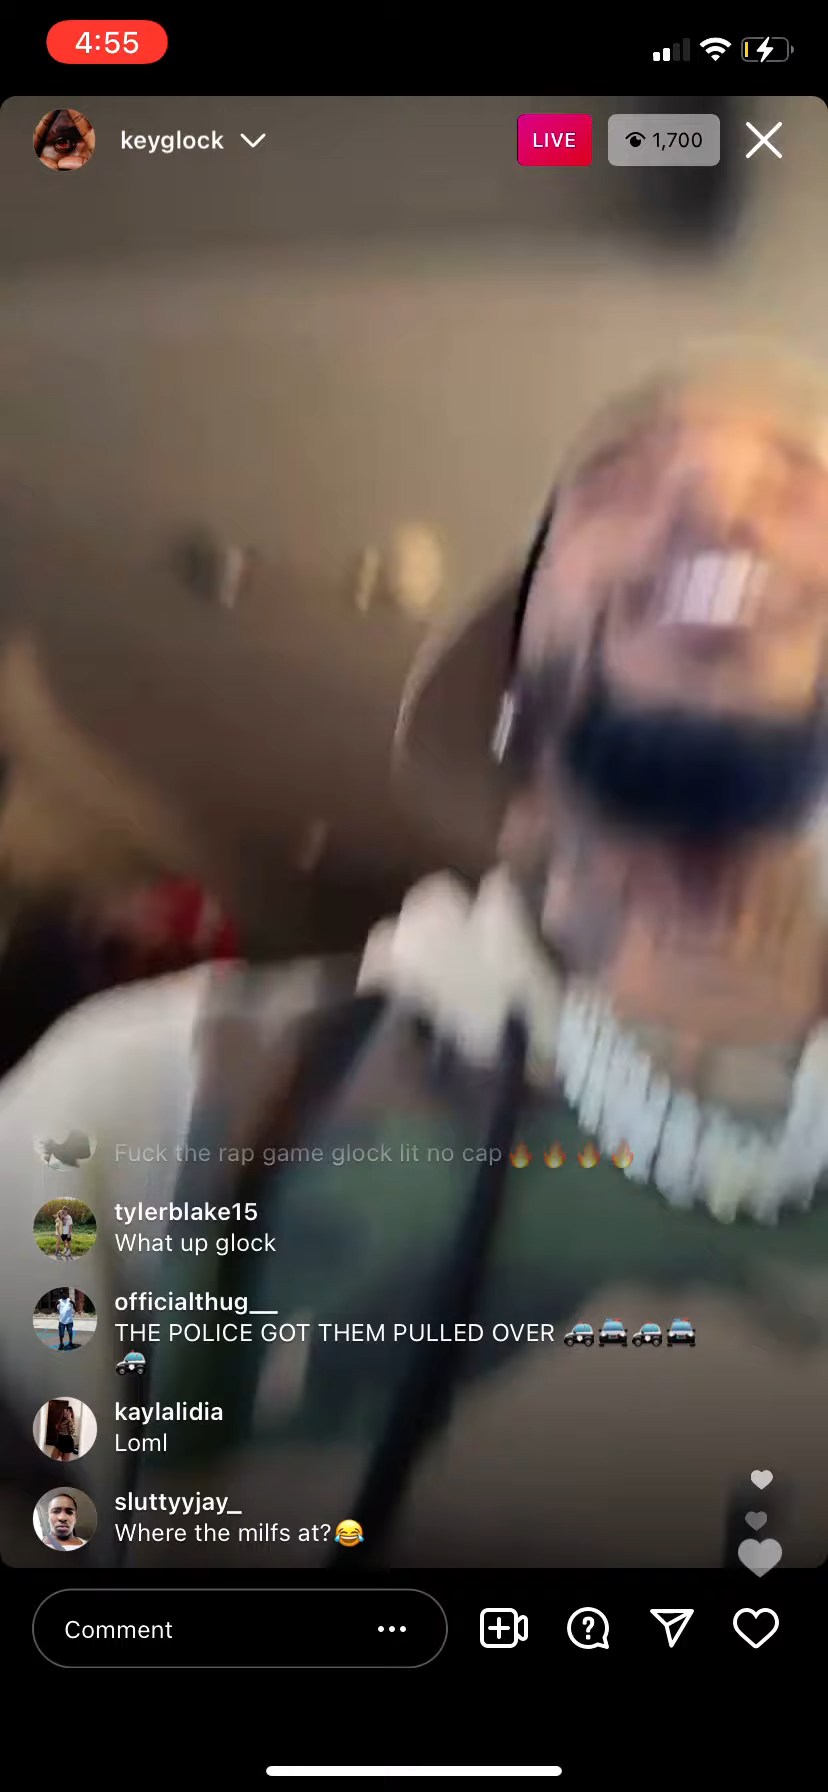 4:55
keyglock
LIVE
1,700
Fuck the rap game glock lit no cap🔥🔥🔥🔥
tylerblake15
What up glock
officialthug__
THE POLICE GOT THEM PULLED OVER 🚓🚔🚓🚔
🚓
kaylalidia
Loml
sluttyyjay_
Where the milfs at?😂
Comment